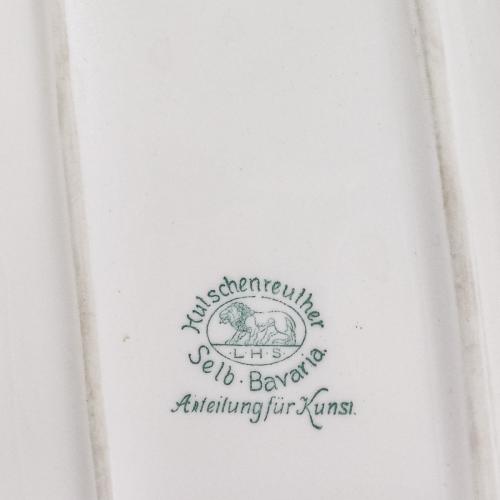 Hutschenreuther
L·H·S
Selb·Bavaria.
Abteilung für Kunst.